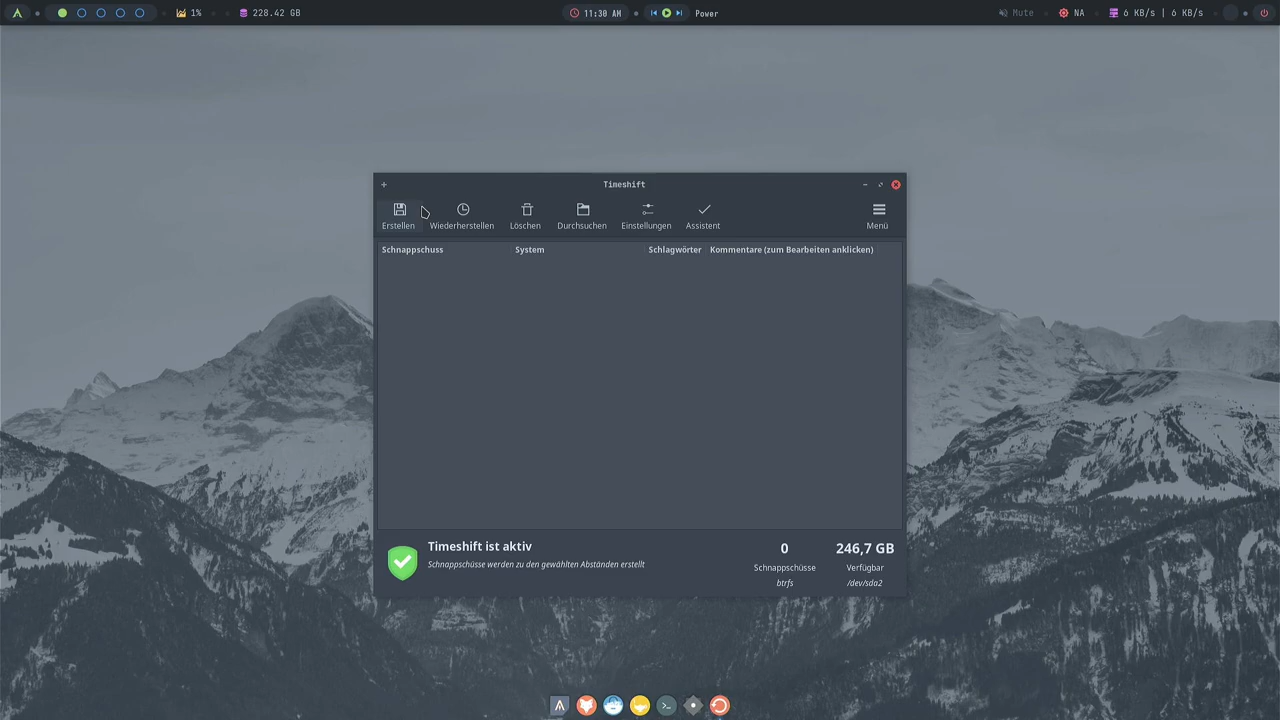 1% 228.42 GB 11:30 AM Power Mute NA 6 KB/s | 6 KB/s
Timeshift
Erstellen Wiederherstellen Löschen Durchsuchen Einstellungen Assistent Menü
Schnappschuss System Schlagwörter Kommentare (zum Bearbeiten anklicken)
Timeshift ist aktiv
Schnappschüsse werden zu den gewählten Abständen erstellt
0 246,7 GB
Schnappschüsse Verfügbar
btrfs /dev/sda2